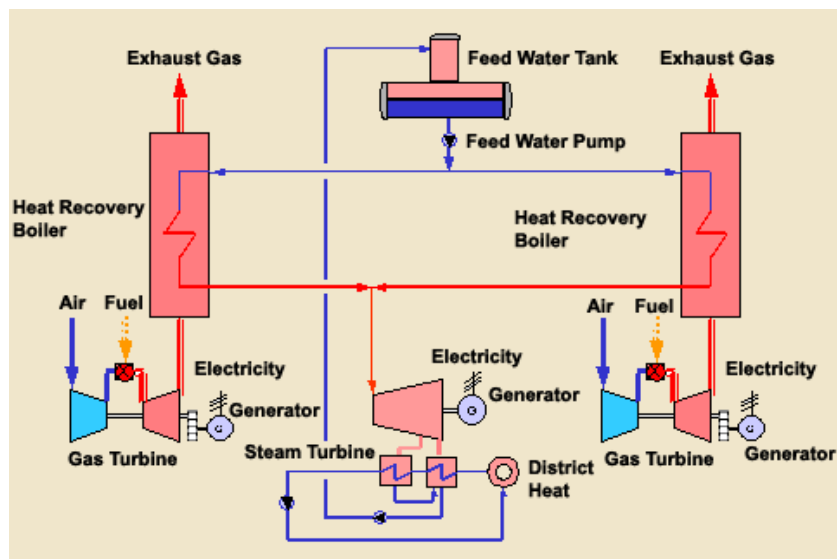 Exhaust Gas
Feed Water Tank
Exhaust Gas
Feed Water Pump
Heat Recovery
Boiler
Heat Recovery
Boiler
Air
Fuel
Air
Fuel
Electricity
Electricity
Electricity
Generator
Generator
Gas Turbine
Steam Turbine
Gas Turbine
Generator
District
Heat